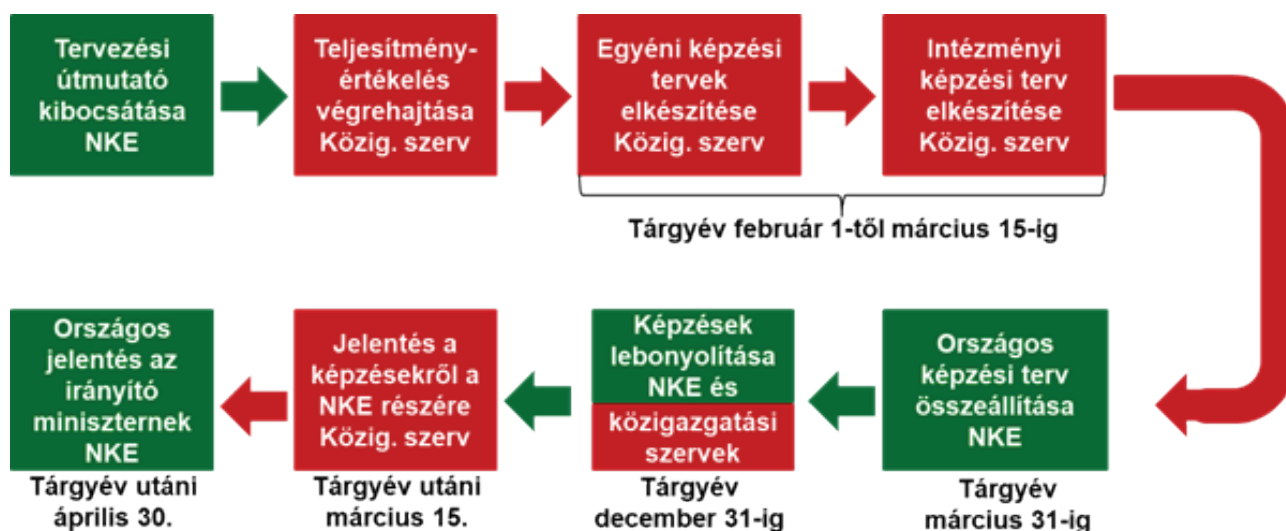 Tervezési
útmutató
kibocsátása
NKE
Teljesítmény-
értékelés
végrehajtása
Közig. szerv
Egyéni képzési
tervek
elkészítése
Közig. szerv
Intézményi
képzési terv
elkészítése
Közig. szerv
Tárgyév február 1-től március 15-ig
Országos
képzési terv
összeállítása
NKE
Tárgyév
március 31-ig
Képzések
lebonyolítása
NKE és
közigazgatási
szervek
Tárgyév
december 31-ig
Jelentés a
képzésekről a
NKE részére
Közig. szerv
Tárgyév utáni
március 15.
Országos
jelentés az
irányító
miniszternek
NKE
Tárgyév utáni
április 30.